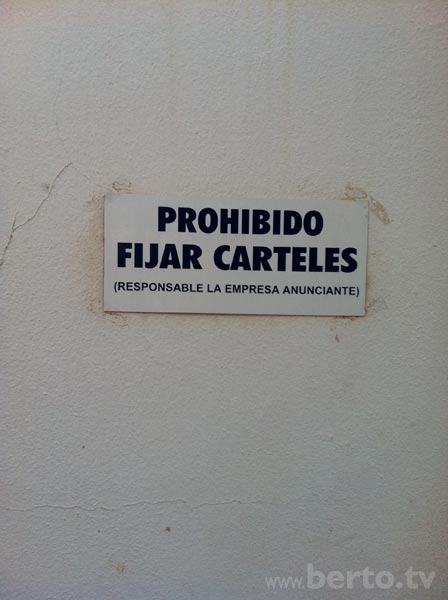 PROHIBIDO
FIJAR CARTELES
(RESPONSABLE LA EMPRESA ANUNCIANTE)
www.berto.tv